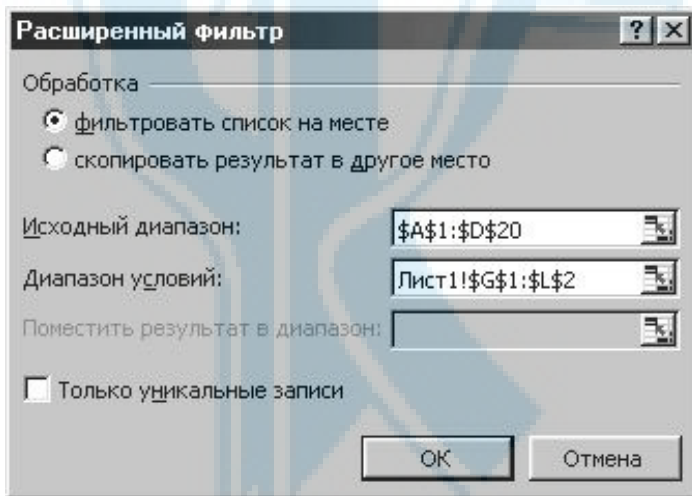 Расширенный фильтр
Обработка
фильтровать список на месте
скопировать результат в другое место
Исходный диапазон: $A$1:$D$20
Диапазон условий: Лист1!$G$1:$L$2
Поместить результат в диапазон:
Только уникальные записи
ОК Отмена